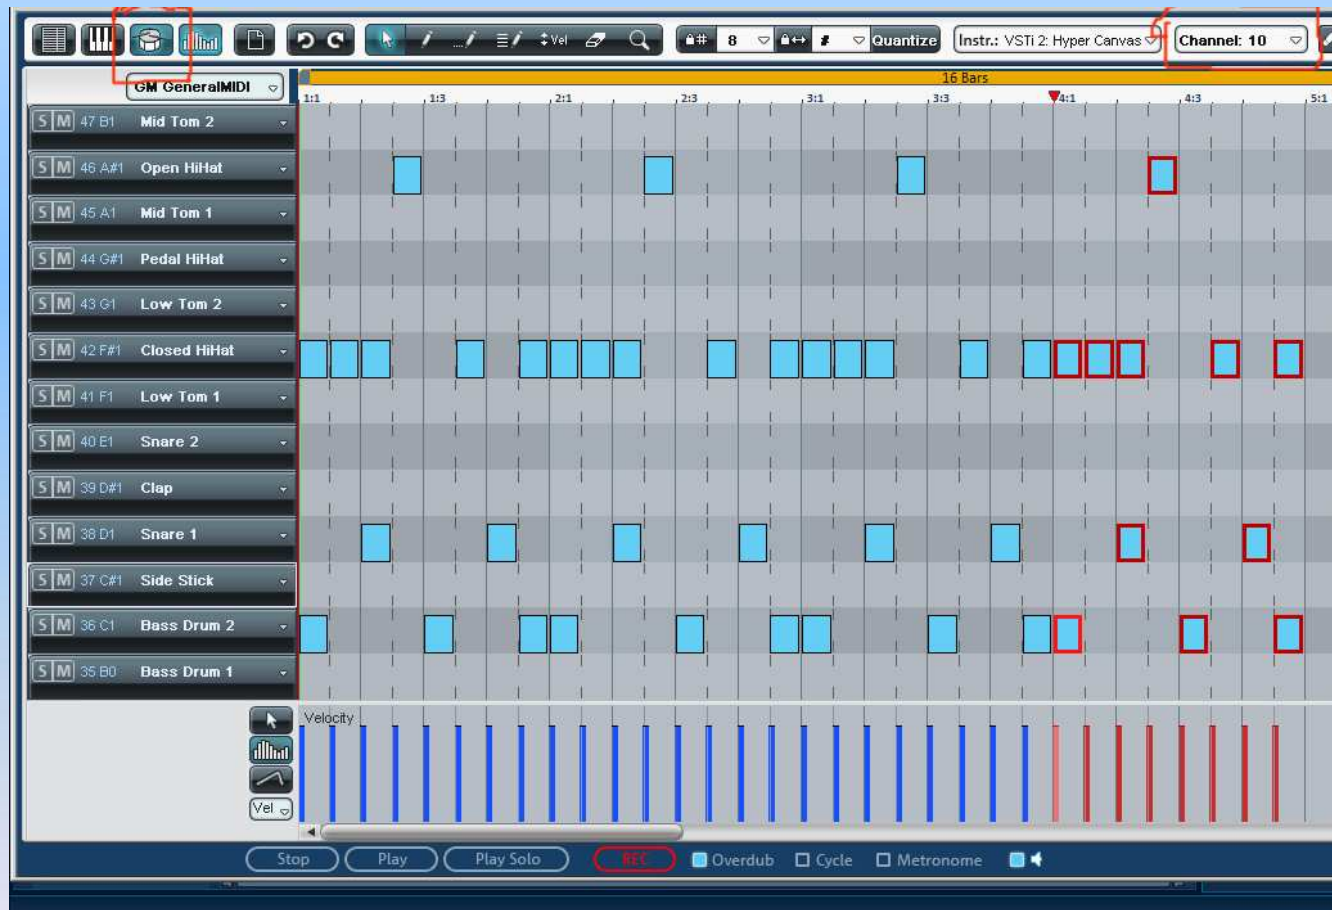 8 Quantize Instr.: VSTi 2: Hyper Canvas Channel: 10
GM GeneralMIDI
16 Bars
1:1 1:3 2:1 2:3 3:1 3:3 4:1 4:3 5:1
S M 47 B1 Mid Tom 2
S M 46 A#1 Open HiHat
S M 45 A1 Mid Tom 1
S M 44 G#1 Pedal HiHat
S M 43 G1 Low Tom 2
S M 42 F#1 Closed HiHat
S M 41 F1 Low Tom 1
S M 40 E1 Snare 2
S M 39 D#1 Clap
S M 38 D1 Snare 1
S M 37 C#1 Side Stick
S M 36 C1 Bass Drum 2
S M 35 B0 Bass Drum 1
Velocity
Vel
Stop Play Play Solo REC Overdub Cycle Metronome